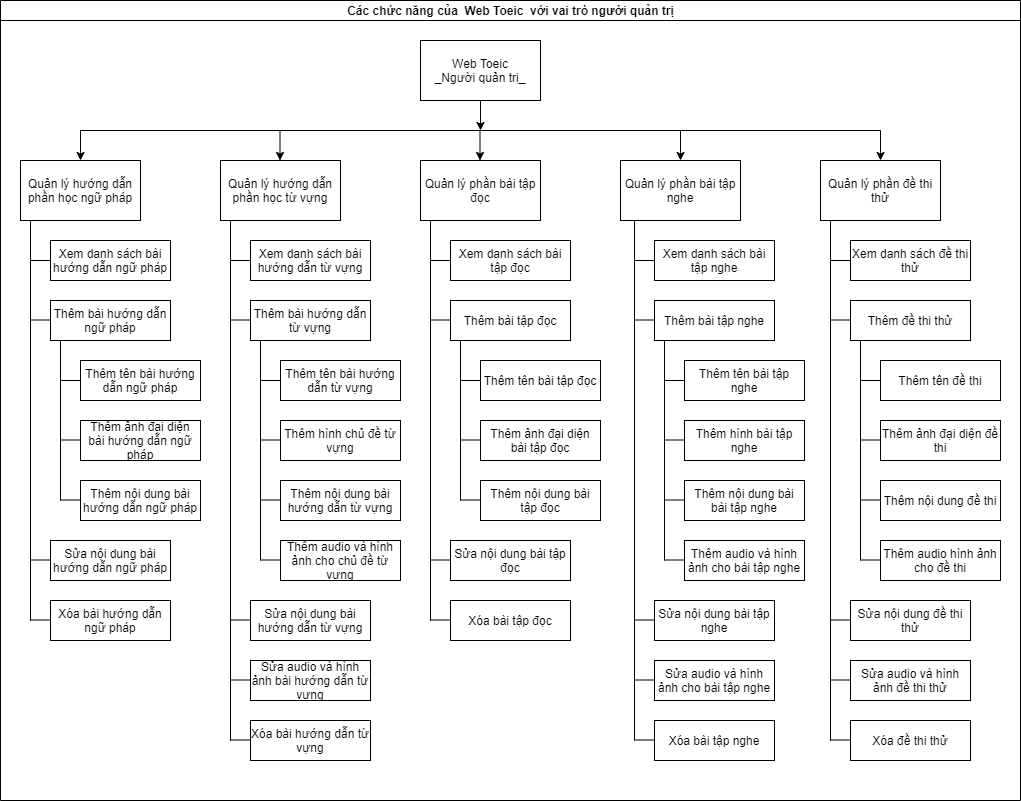 Các chức năng của Web Toeic với vai trò người quản trị
Web Toeic
_Người quản trị_
Quản lý hướng dẫn
phần học ngữ pháp
Xem danh sách bài
hướng dẫn ngữ pháp
Thêm bài hướng dẫn
ngữ pháp
Thêm tên bài hướng
dẫn ngữ pháp
Thêm ảnh đại diện
bài hướng dẫn ngữ
pháp
Thêm nội dung bài
hướng dẫn ngữ pháp
Sửa nội dung bài
hướng dẫn ngữ pháp
Xóa bài hướng dẫn
ngữ pháp
Quản lý hướng dẫn
phần học từ vựng
Xem danh sách bài
hướng dẫn từ vựng
Thêm bài hướng dẫn
từ vựng
Thêm tên bài hướng
dẫn từ vựng
Thêm hình chủ đề từ
vựng
Thêm nội dung bài
hướng dẫn từ vựng
Thêm audio và hình
ảnh cho chủ đề từ
vựng
Sửa nội dung bài
hướng dẫn từ vựng
Sửa audio và hình
ảnh bài hướng dẫn từ
vựng
Xóa bài hướng dẫn từ
vựng
Quản lý phần bài tập
đọc
Xem danh sách bài
tập đọc
Thêm bài tập đọc
Thêm tên bài tập đọc
Thêm ảnh đại diện
bài tập đọc
Thêm nội dung bài
tập đọc
Sửa nội dung bài tập
đọc
Xóa bài tập đọc
Quản lý phần bài tập
nghe
Xem danh sách bài
tập nghe
Thêm bài tập nghe
Thêm tên bài tập
nghe
Thêm hình bài tập
nghe
Thêm nội dung bài
bài tập nghe
Thêm audio và hình
ảnh cho bài tập nghe
Sửa nội dung bài tập
nghe
Sửa audio và hình
ảnh cho bài tập nghe
Xóa bài tập nghe
Quản lý phần đề thi
thử
Xem danh sách đề thi
thử
Thêm đề thi thử
Thêm tên đề thi
Thêm ảnh đại diện đề
thi
Thêm nội dung đề thi
Thêm audio hình ảnh
cho đề thi
Sửa nội dung đề thi
thử
Sửa audio và hình
ảnh đề thi thử
Xóa đề thi thử